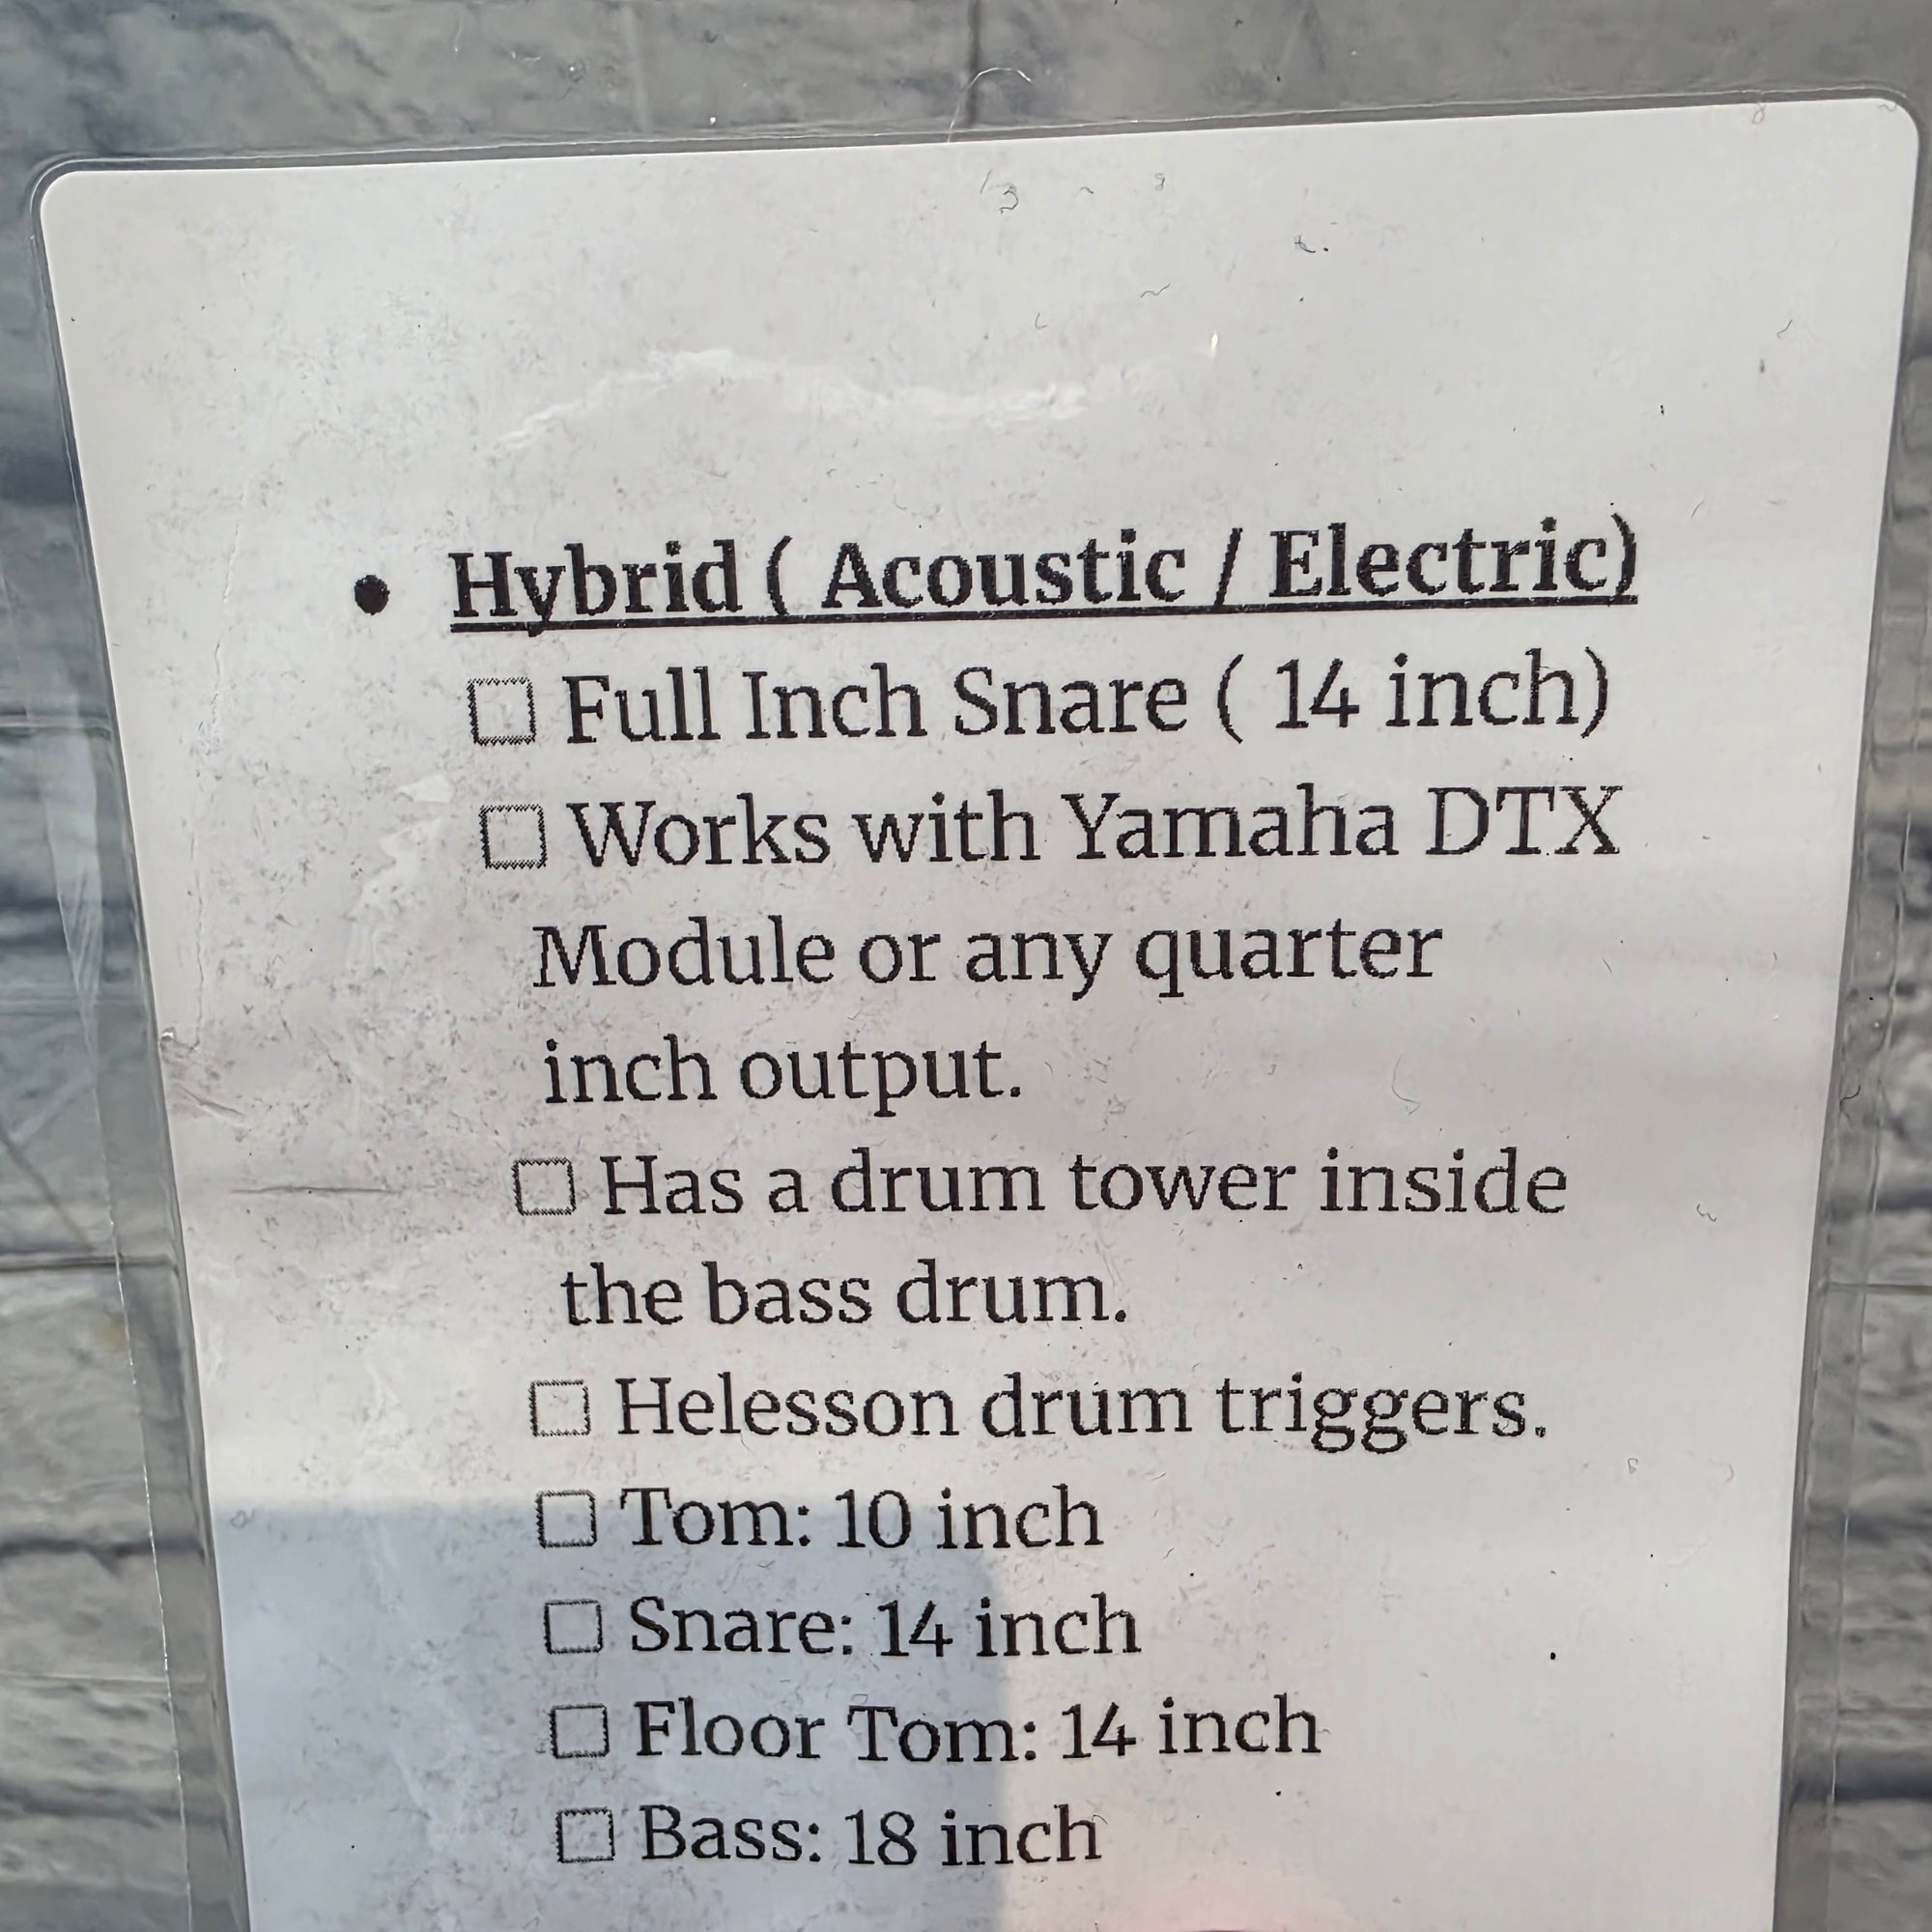 • Hybrid ( Acoustic / Electric)
☐ Full Inch Snare ( 14 inch)
☐ Works with Yamaha DTX
Module or any quarter
inch output.
☐ Has a drum tower inside
the bass drum.
☐ Helesson drum triggers.
☐ Tom: 10 inch
☐ Snare: 14 inch
☐ Floor Tom: 14 inch
☐ Bass: 18 inch